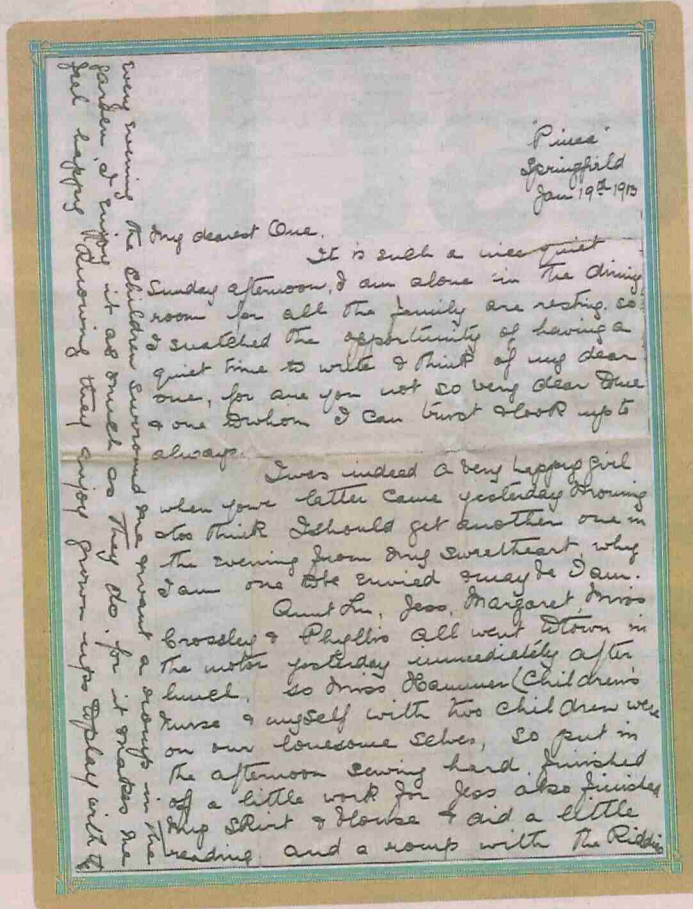 "Pines"
Springfield
Jan 19th 1913
My dearest One,
It is such a nice quiet
Sunday afternoon, I am alone in the dining
room for all the family are resting, so
I snatched the opportunity of having a
quiet time to write & think of my dear
one, for are you not so very dear True
& one whom I can trust & look up to
always.
I was indeed a very happy girl
when your letter came yesterday morning
& to think I should get another one in
the evening from my sweetheart, why
I am one to be envied & maybe I am.
Aunt Lu, Jess, Margaret, Miss
Crossley & Phyllis all went to town in
the motor yesterday immediately after
lunch, so Miss Hammer (Children's
nurse & myself with two children were
on our lonesome selves, so put in
the afternoon sewing hard, finished
off a little work for Jess also finished
my skirt & blouse & did a little
reading and a romp with the Kiddies
every evening the children surround me & want a romp in the
garden, I enjoy it as much as they do, for it makes me
feel happy knowing they enjoy grown ups to play with